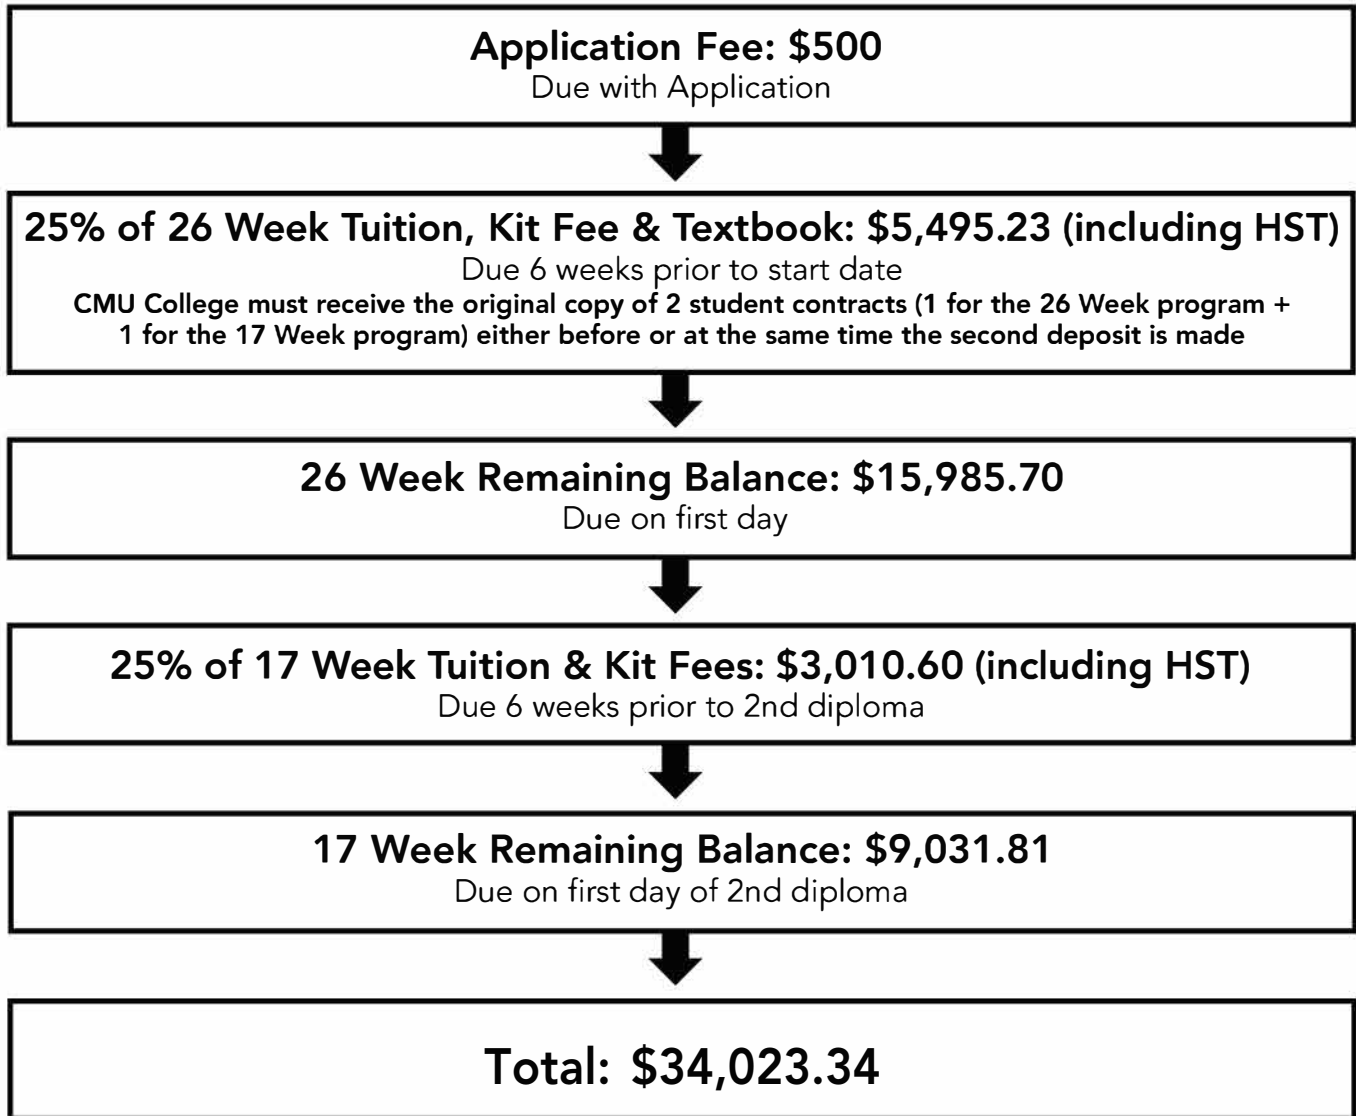 Application Fee: $500
Due with Application
25% of 26 Week Tuition, Kit Fee & Textbook: $5,495.23 (including HST)
Due 6 weeks prior to start date
CMU College must receive the original copy of 2 student contracts (1 for the 26 Week program +
1 for the 17 Week program) either before or at the same time the second deposit is made
26 Week Remaining Balance: $15,985.70
Due on first day
25% of 17 Week Tuition & Kit Fees: $3,010.60 (including HST)
Due 6 weeks prior to 2nd diploma
17 Week Remaining Balance: $9,031.81
Due on first day of 2nd diploma
Total: $34,023.34